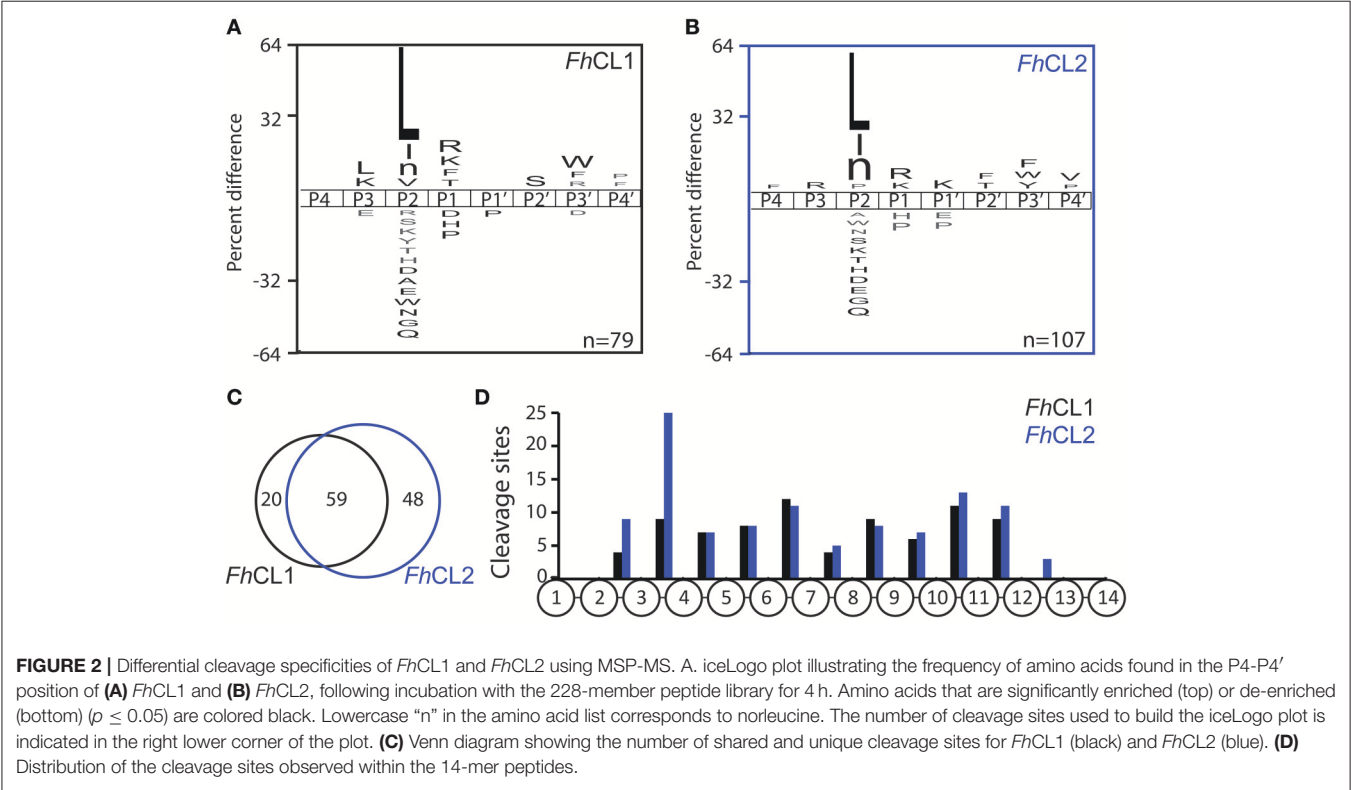 A
64
32
-32
-64
Percent difference
FhCL1
L
K
E
L
I
n
V
R
S
K
Y
T
H
D
A
E
W
N
G
Q
R
K
F
T
D
H
P
P
S
W
F
R
D
P
F
P4 P3 P2 P1 P1′ P2′ P3′ P4′
n=79
B
64
32
-32
-64
Percent difference
FhCL2
F
R
L
I
n
P
A
W
N
S
K
T
H
D
E
G
Q
R
K
H
P
K
E
P
F
T
F
W
Y
V
P
P4 P3 P2 P1 P1′ P2′ P3′ P4′
n=107
C
20 59 48
FhCL1 FhCL2
D
FhCL1
FhCL2
Cleavage sites
25
20
15
10
5
0
1 2 3 4 5 6 7 8 9 10 11 12 13 14
FIGURE 2 | Differential cleavage specificities of FhCL1 and FhCL2 using MSP-MS. A. iceLogo plot illustrating the frequency of amino acids found in the P4-P4′
position of (A) FhCL1 and (B) FhCL2, following incubation with the 228-member peptide library for 4 h. Amino acids that are significantly enriched (top) or de-enriched
(bottom) (p ≤ 0.05) are colored black. Lowercase “n” in the amino acid list corresponds to norleucine. The number of cleavage sites used to build the iceLogo plot is
indicated in the right lower corner of the plot. (C) Venn diagram showing the number of shared and unique cleavage sites for FhCL1 (black) and FhCL2 (blue). (D)
Distribution of the cleavage sites observed within the 14-mer peptides.